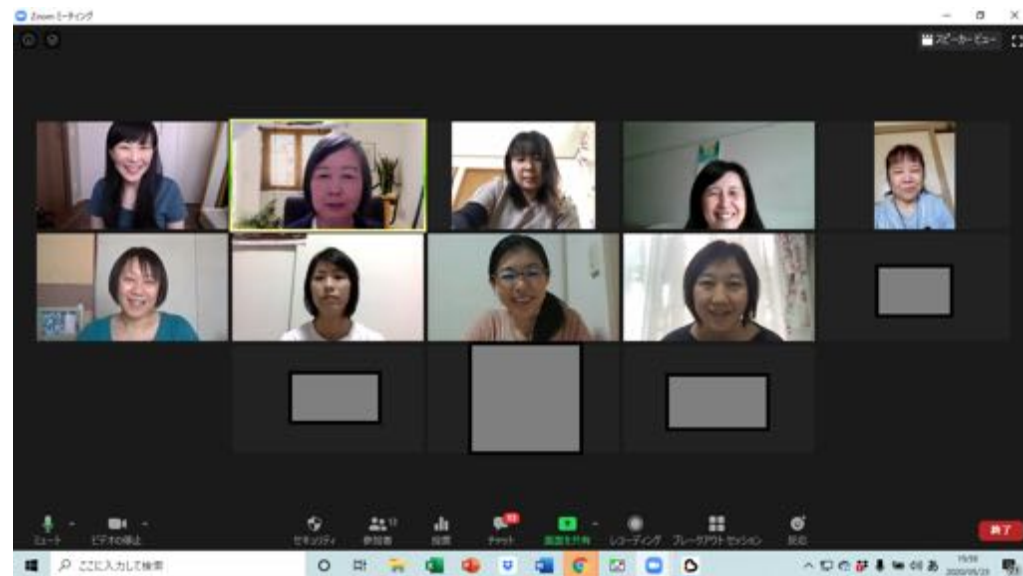 Zoom ミーティング
スピーカービュー
ミュート
ビデオの停止
セキュリティ
参加者
投票
チャット
画面を共有
レコーディング
ブレークアウト セッション
反応
終了
ここに入力して検索
あ
2020/05/23